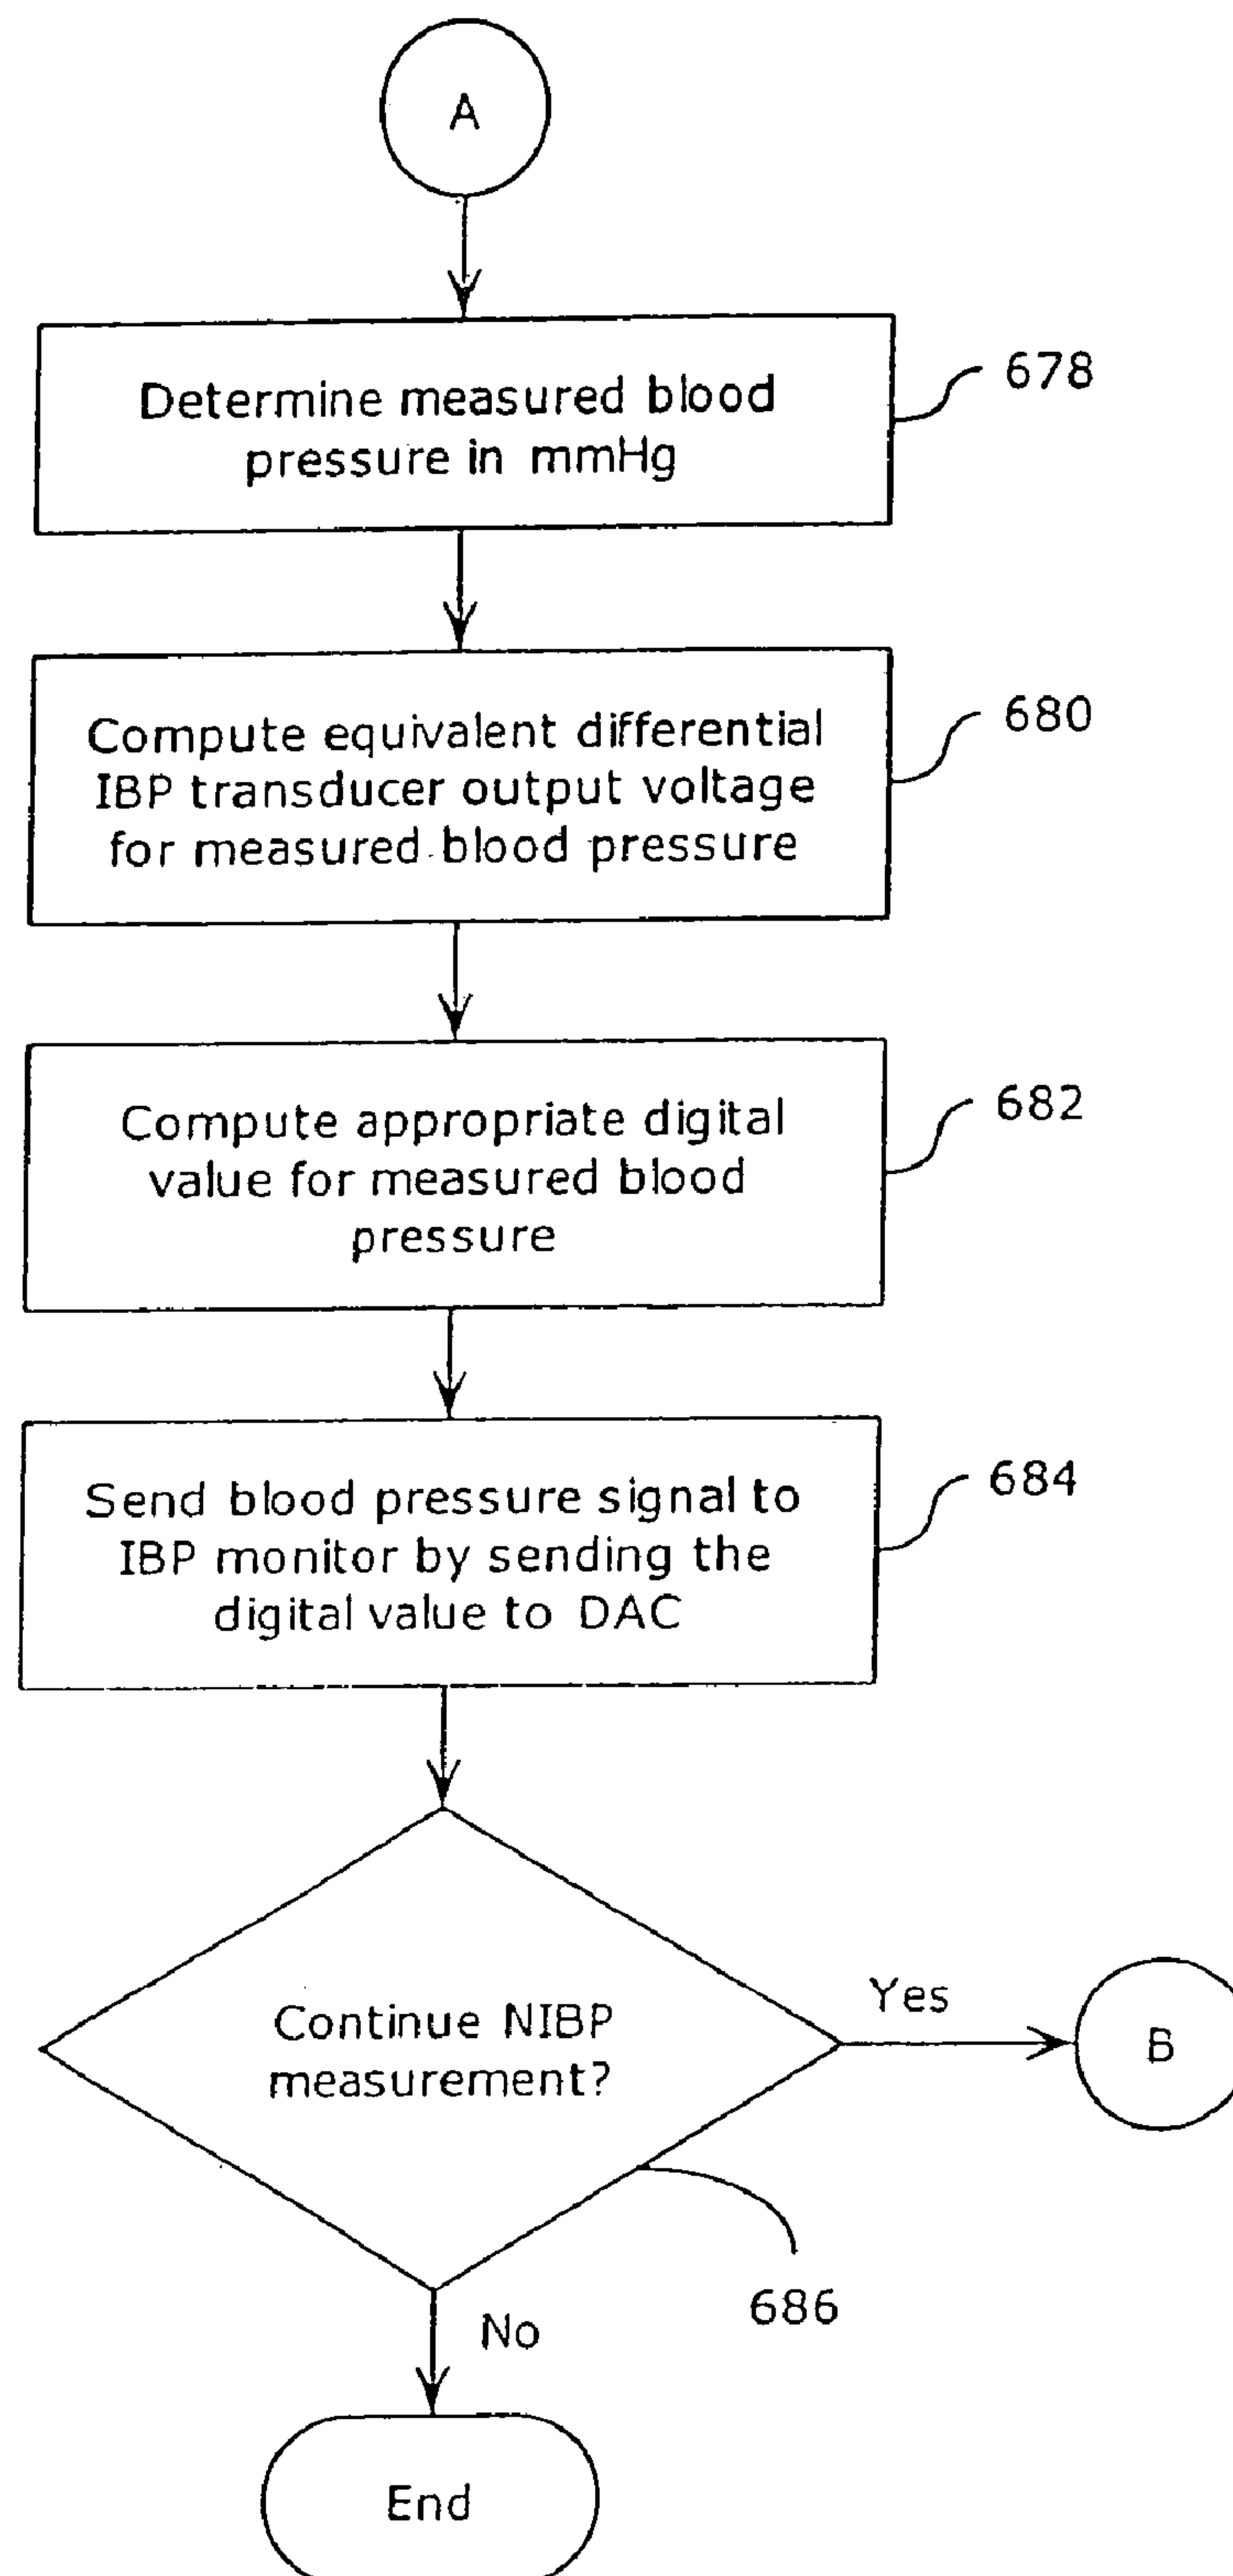 A
Determine measured blood
pressure in mmHg
678
Compute equivalent differential
IBP transducer output voltage
for measured blood pressure
680
Compute appropriate digital
value for measured blood
pressure
682
Send blood pressure signal to
IBP monitor by sending the
digital value to DAC
684
Continue NIBP
measurement?
Yes
B
686
No
End